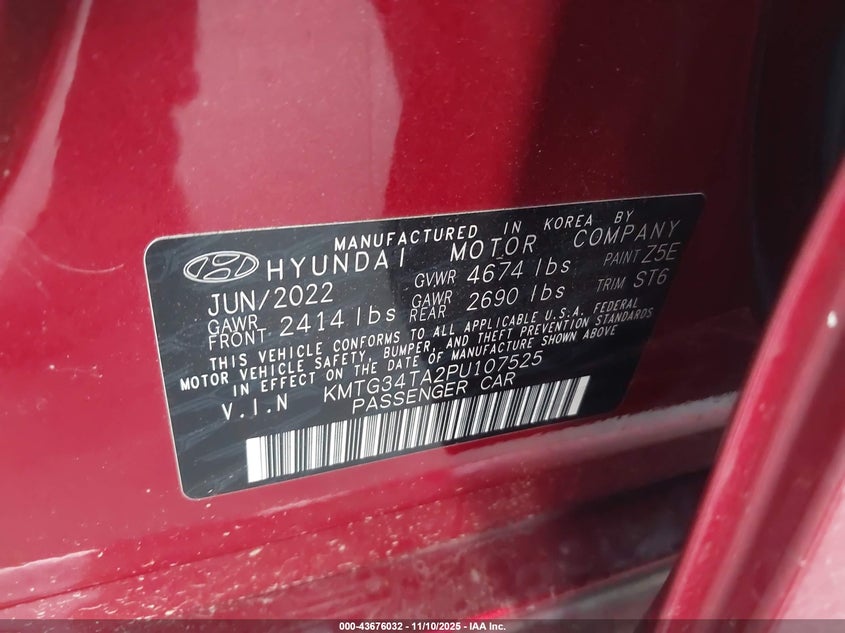 MANUFACTURED IN KOREA BY
HYUNDAI MOTOR COMPANY
JUN/2022 GVWR 4674 lbs PAINT Z5E
GAWR FRONT 2414 lbs GAWR REAR 2690 lbs TRIM ST6
THIS VEHICLE CONFORMS TO ALL APPLICABLE U.S.A. FEDERAL
MOTOR VEHICLE SAFETY, BUMPER, AND THEFT PREVENTION STANDARDS
IN EFFECT ON THE DATE OF MANUFACTURE SHOWN ABOVE
V.I.N KMTG34TA2PU107525
PASSENGER CAR
000-43676032 — 11/10/2025 — IAA Inc.